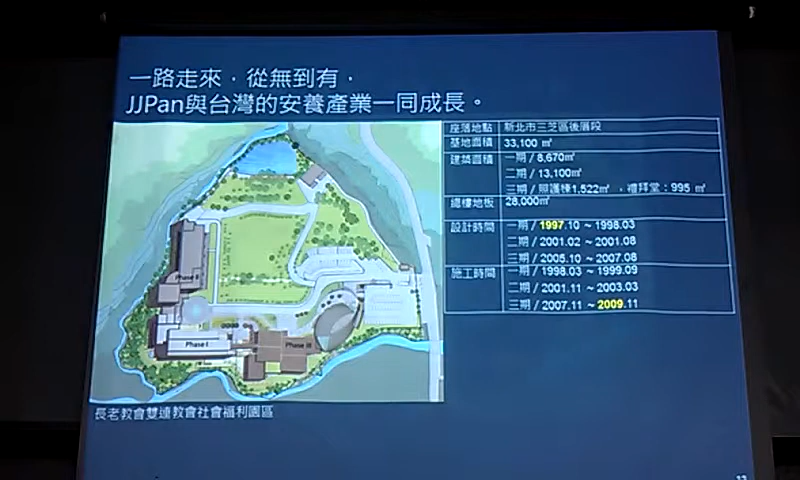 一路走來，從無到有，
JJPan與台灣的安養產業一同成長。
座落地點 新北市三芝區後厝段
基地面積 33,100 ㎡
建築面積 一期 / 8,670㎡
二期 / 13,100㎡
三期 / 照護棟1,522㎡ ，禮拜堂：995 ㎡
總樓地板 28,000㎡
設計時間 一期 / 1997.10 ~ 1998.03
二期 / 2001.02 ~ 2001.08
三期 / 2005.10 ~ 2007.08
施工時間 一期 / 1998.03 ~ 1999.09
二期 / 2001.11 ~ 2003.03
三期 / 2007.11 ~ 2009.11
Phase II
Phase I
Phase III
長老教會雙連教會社會福利園區